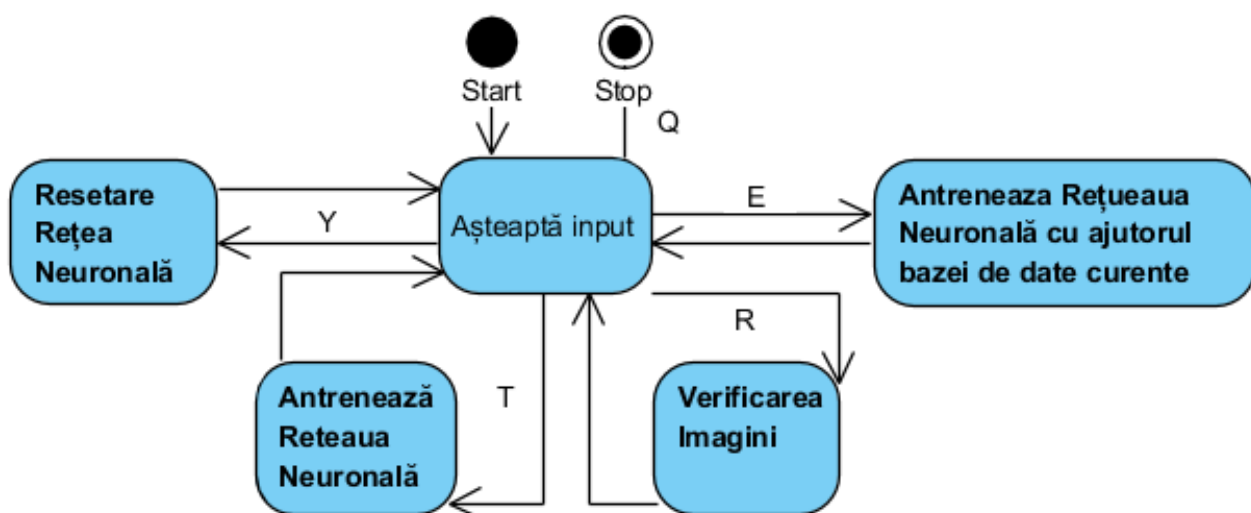 Start
Stop
Q
Resetare
Rețea
Neuronală
Y
Așteaptă input
E
Antreneaza Rețueaua
Neuronală cu ajutorul
bazei de date curente
Antrenează
Reteaua
Neuronală
T
R
Verificarea
Imagini